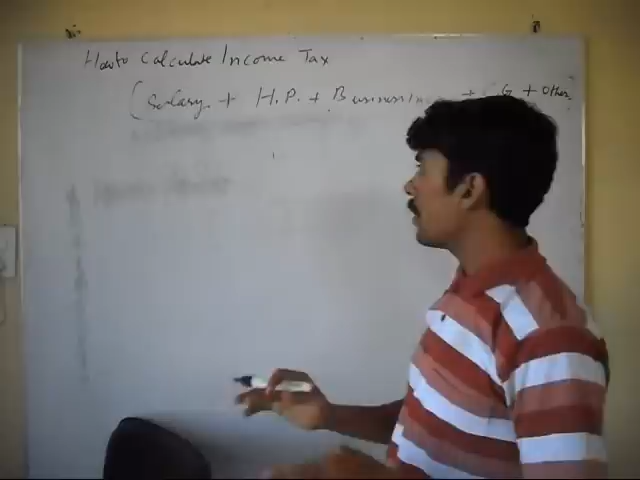 How to Calculate Income Tax
(Salary + H.P. + Business + G + Other